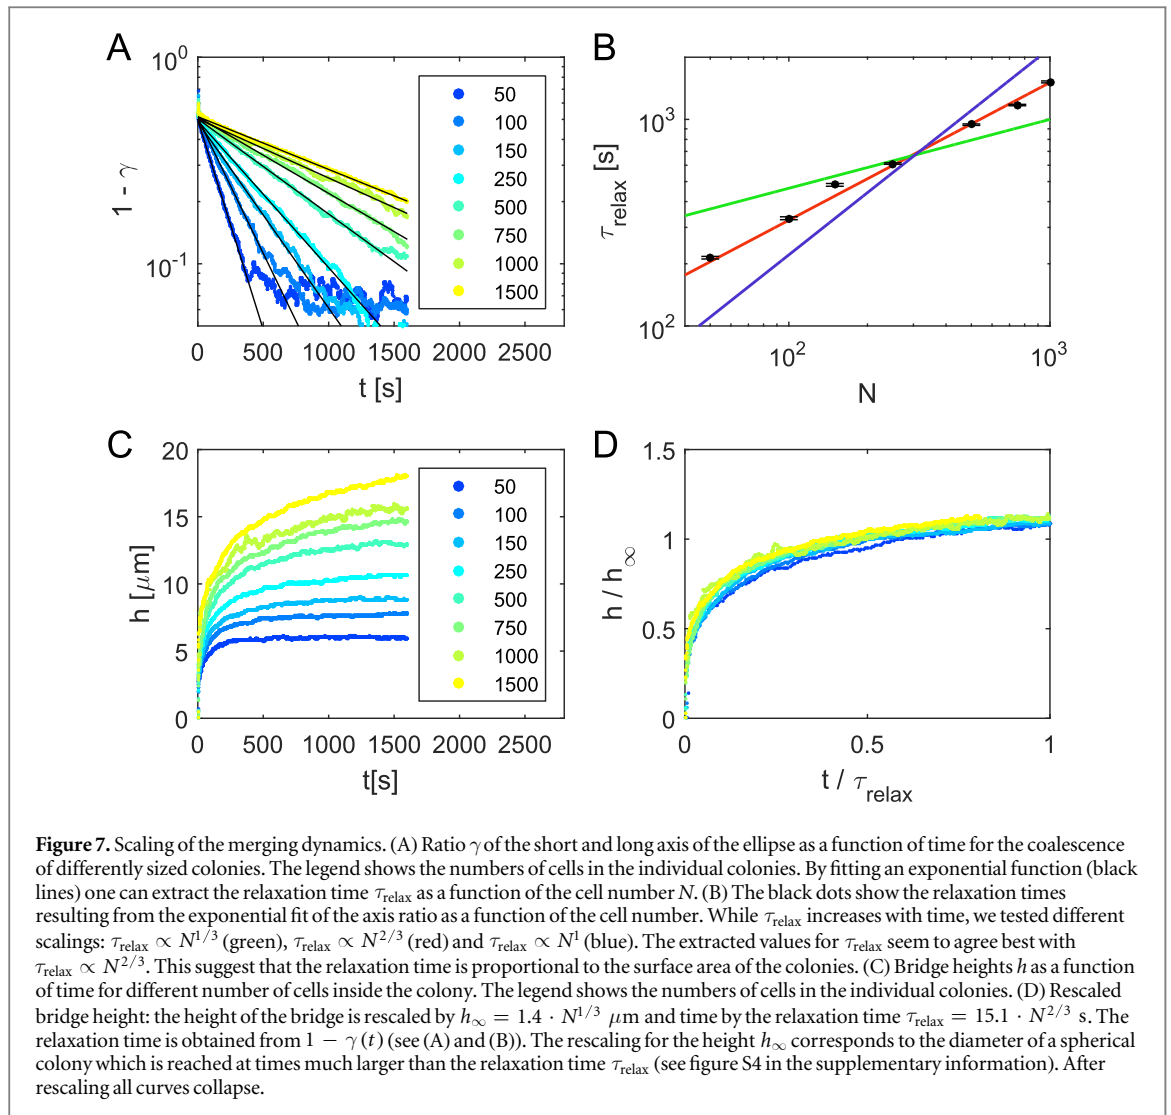 A
10^0
10^-1
1 - γ
0 500 1000 1500 2000 2500
t [s]
50
100
150
250
500
750
1000
1500
B
10^3
10^2
τ_relax [s]
10^2 10^3
N
C
20
15
10
5
0
h [μm]
0 500 1000 1500 2000 2500
t[s]
50
100
150
250
500
750
1000
1500
D
1.5
1
0.5
0
h / h_∞
0 0.5 1
t / τ_relax
Figure 7. Scaling of the merging dynamics. (A) Ratio γ of the short and long axis of the ellipse as a function of time for the coalescence
of differently sized colonies. The legend shows the numbers of cells in the individual colonies. By fitting an exponential function (black
lines) one can extract the relaxation time τ_relax as a function of the cell number N. (B) The black dots show the relaxation times
resulting from the exponential fit of the axis ratio as a function of the cell number. While τ_relax increases with time, we tested different
scalings: τ_relax ∝ N^1/3 (green), τ_relax ∝ N^2/3 (red) and τ_relax ∝ N^1 (blue). The extracted values for τ_relax seem to agree best with
τ_relax ∝ N^2/3. This suggest that the relaxation time is proportional to the surface area of the colonies. (C) Bridge heights h as a function
of time for different number of cells inside the colony. The legend shows the numbers of cells in the individual colonies. (D) Rescaled
bridge height: the height of the bridge is rescaled by h_∞ = 1.4 · N^1/3 μm and time by the relaxation time τ_relax = 15.1 · N^2/3 s. The
relaxation time is obtained from 1 − γ(t) (see (A) and (B)). The rescaling for the height h_∞ corresponds to the diameter of a spherical
colony which is reached at times much larger than the relaxation time τ_relax (see figure S4 in the supplementary information). After
rescaling all curves collapse.